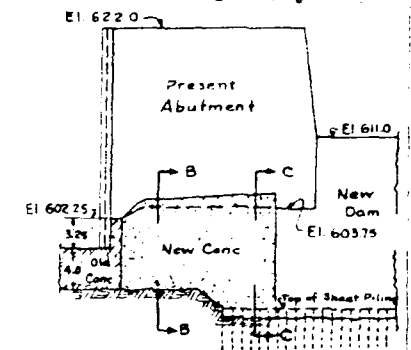 El. 622.0
Present
Abutment
El 611.0
B
C
El 602.25
New
Dam
3.25
El. 603.75
New Conc
Old
Conc
4.0
Top of Sheet Piling
B
C